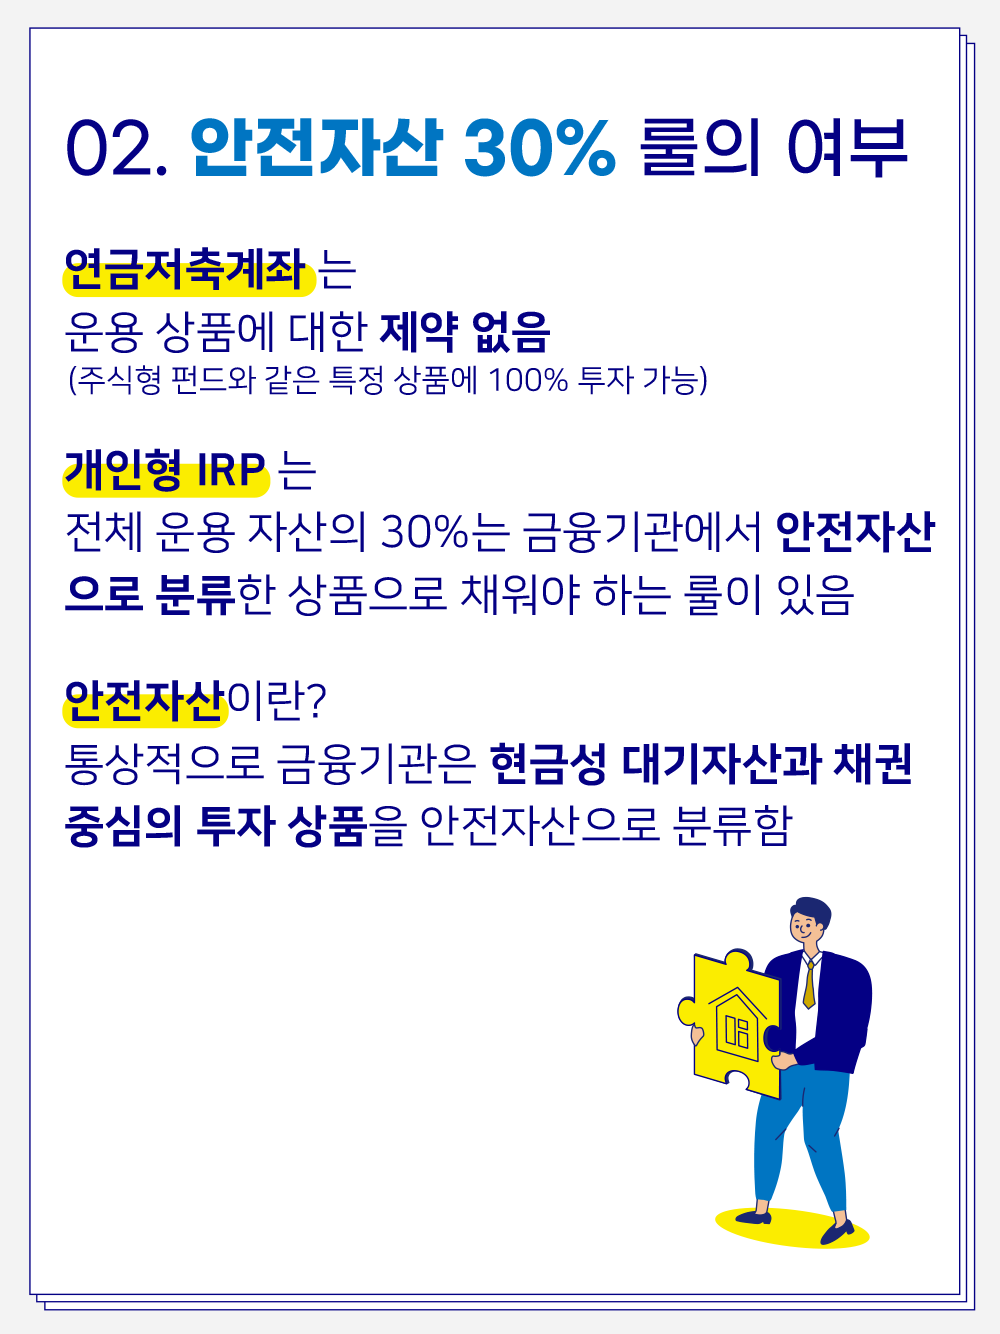 02. 안전자산 30% 룰의 여부
연금저축계좌 는
운용 상품에 대한 제약 없음
(주식형 펀드와 같은 특정 상품에 100% 투자 가능)
개인형 IRP 는
전체 운용 자산의 30%는 금융기관에서 안전자산
으로 분류한 상품으로 채워야 하는 룰이 있음
안전자산이란?
통상적으로 금융기관은 현금성 대기자산과 채권
중심의 투자 상품을 안전자산으로 분류함